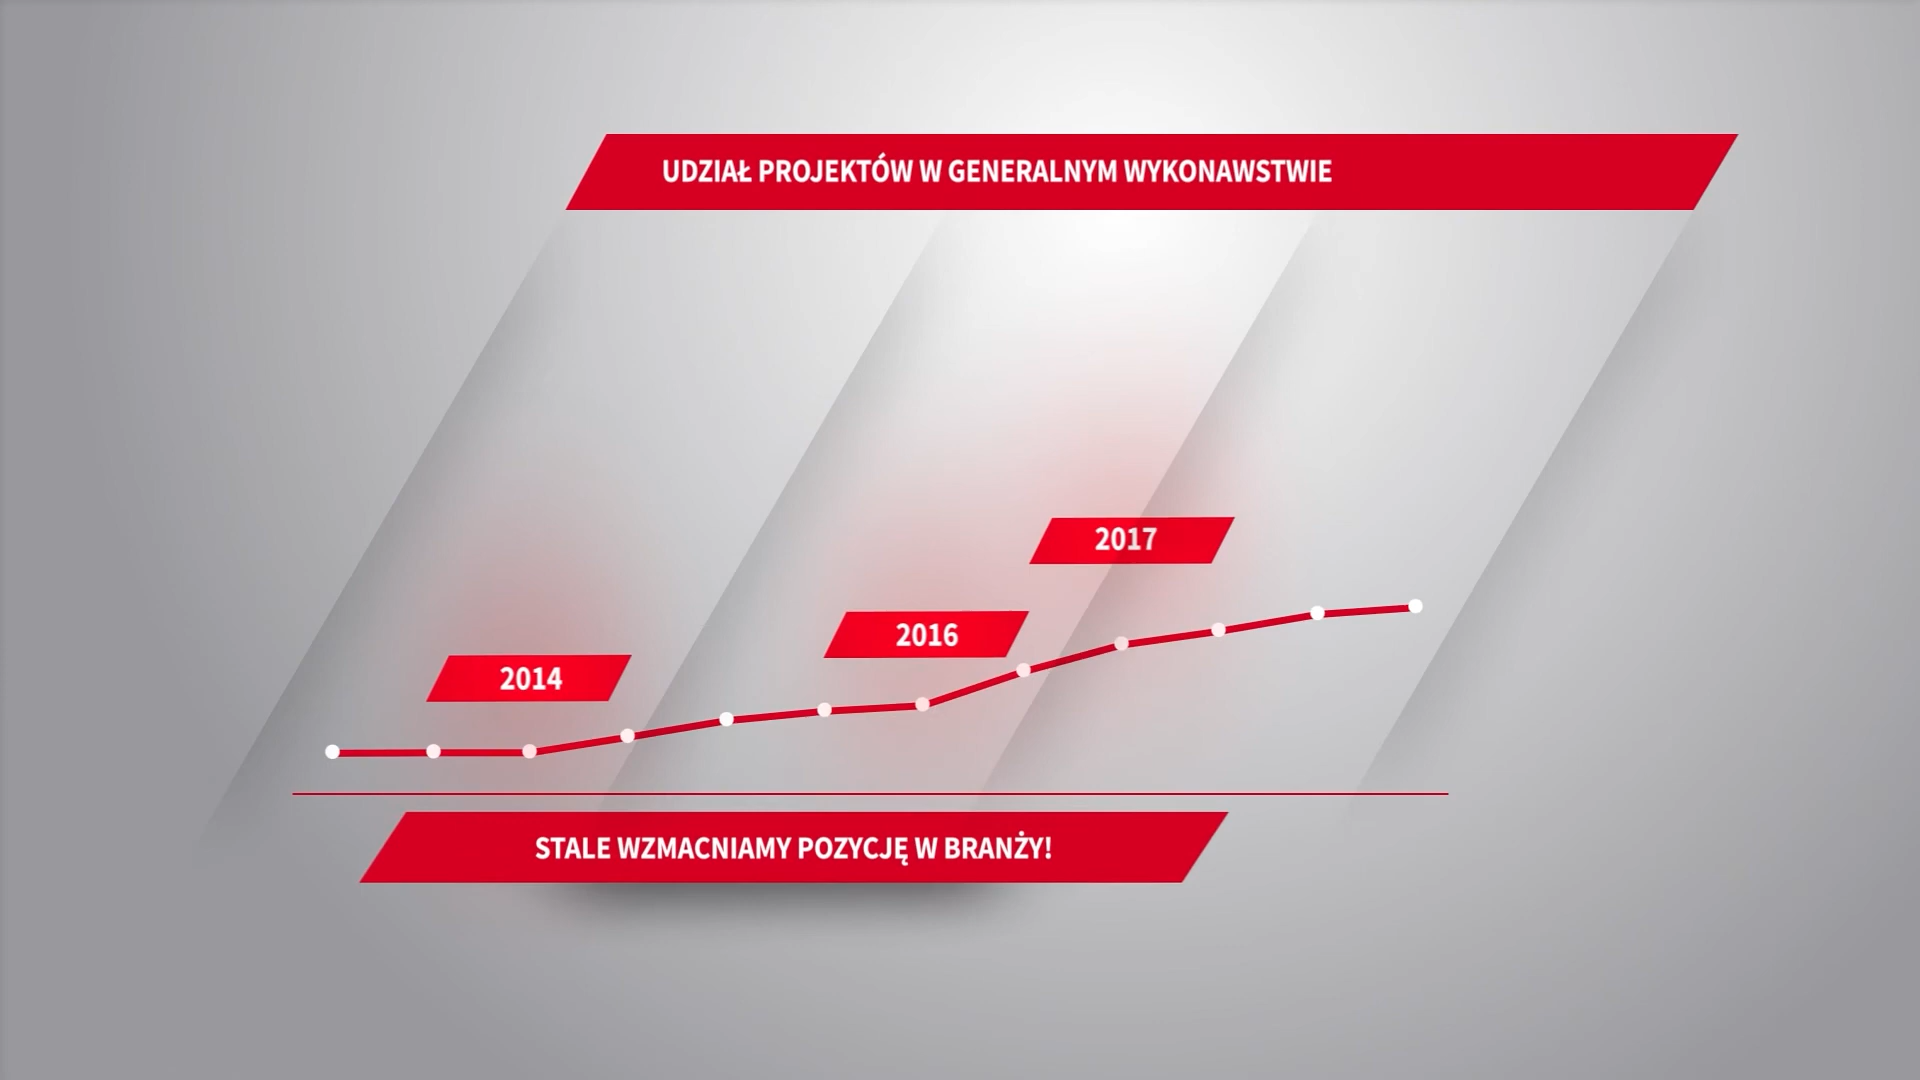 UDZIAŁ PROJEKTÓW W GENERALNYM WYKONAWSTWIE
2017
2016
2014
STALE WZMACNIAMY POZYCJĘ W BRANŻY!